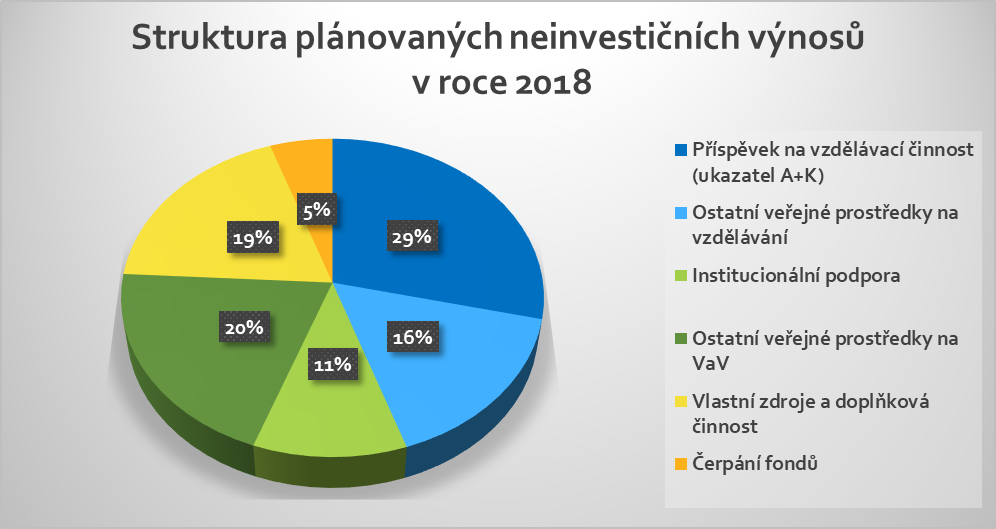 Struktura plánovaných neinvestičních výnosů
v roce 2018
5%
29%
19%
20%
16%
11%
Příspěvek na vzdělávací činnost
(ukazatel A+K)
Ostatní veřejné prostředky na
vzdělávání
Institucionální podpora
Ostatní veřejné prostředky na
VaV
Vlastní zdroje a doplňková
činnost
Čerpání fondů